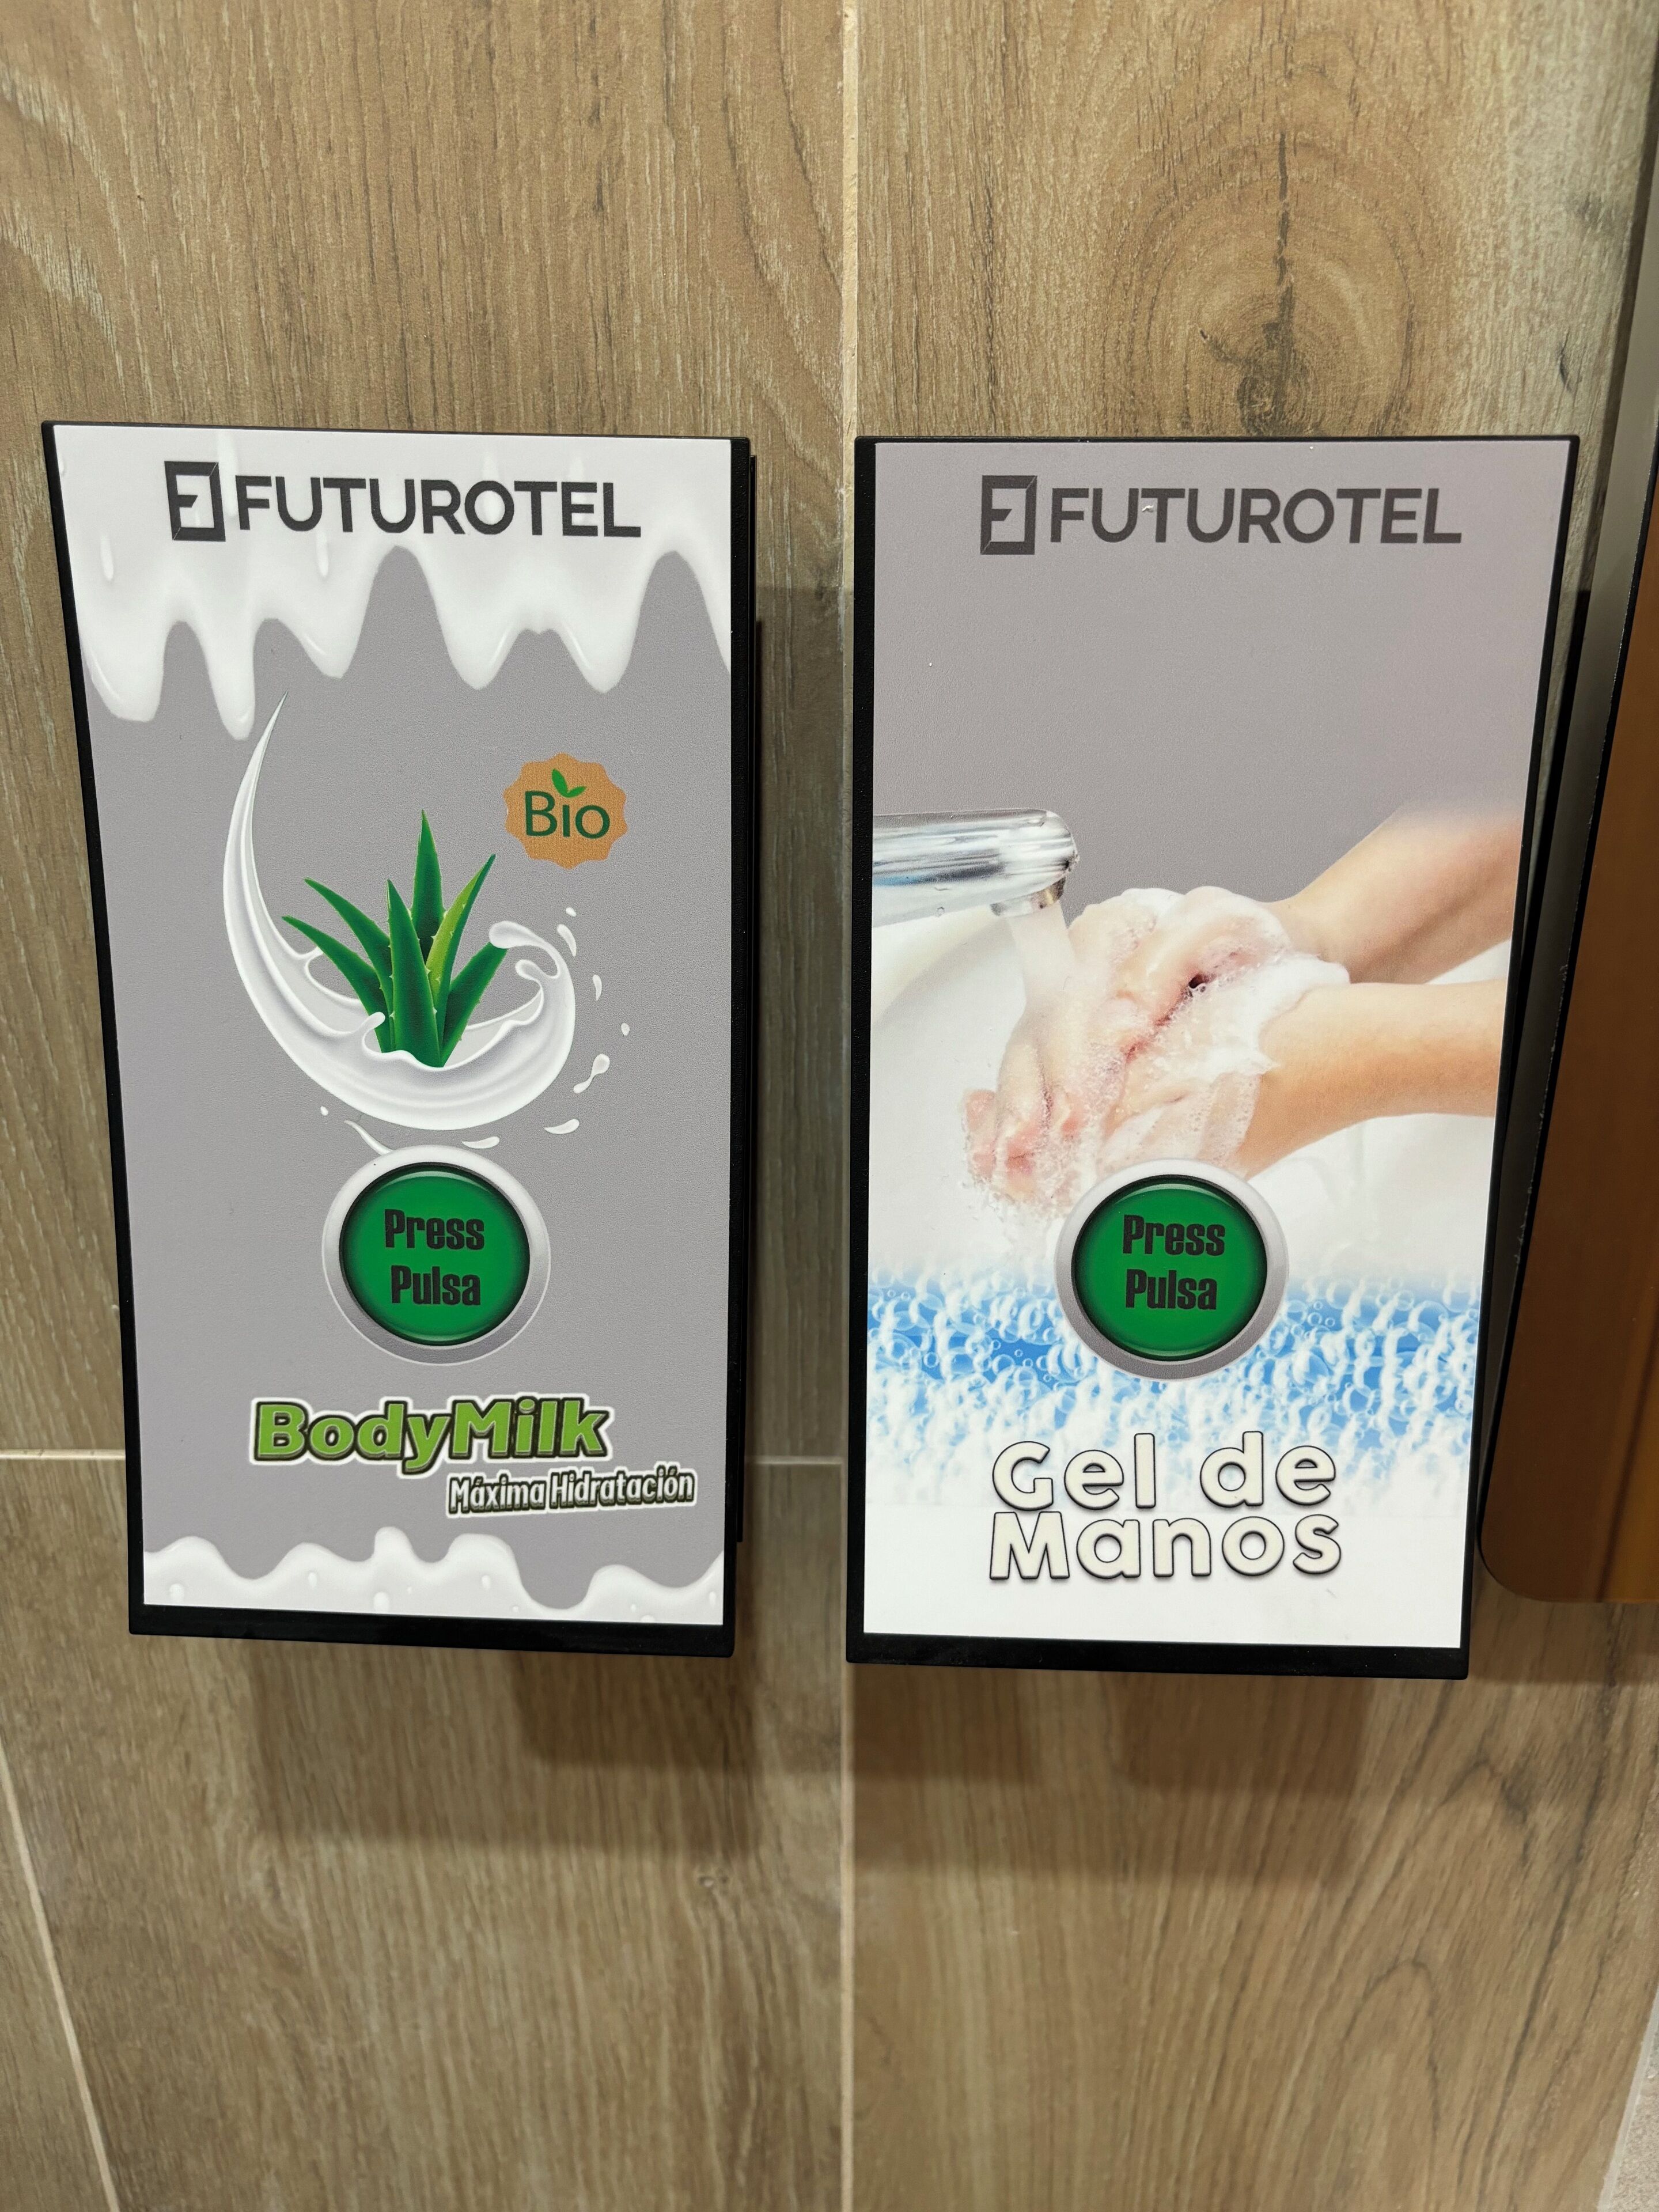 FUTUROTEL
Bio
Press
Pulsa
BodyMilk
Máxima Hidratación
FUTUROTEL
Press
Pulsa
Gel de
Manos